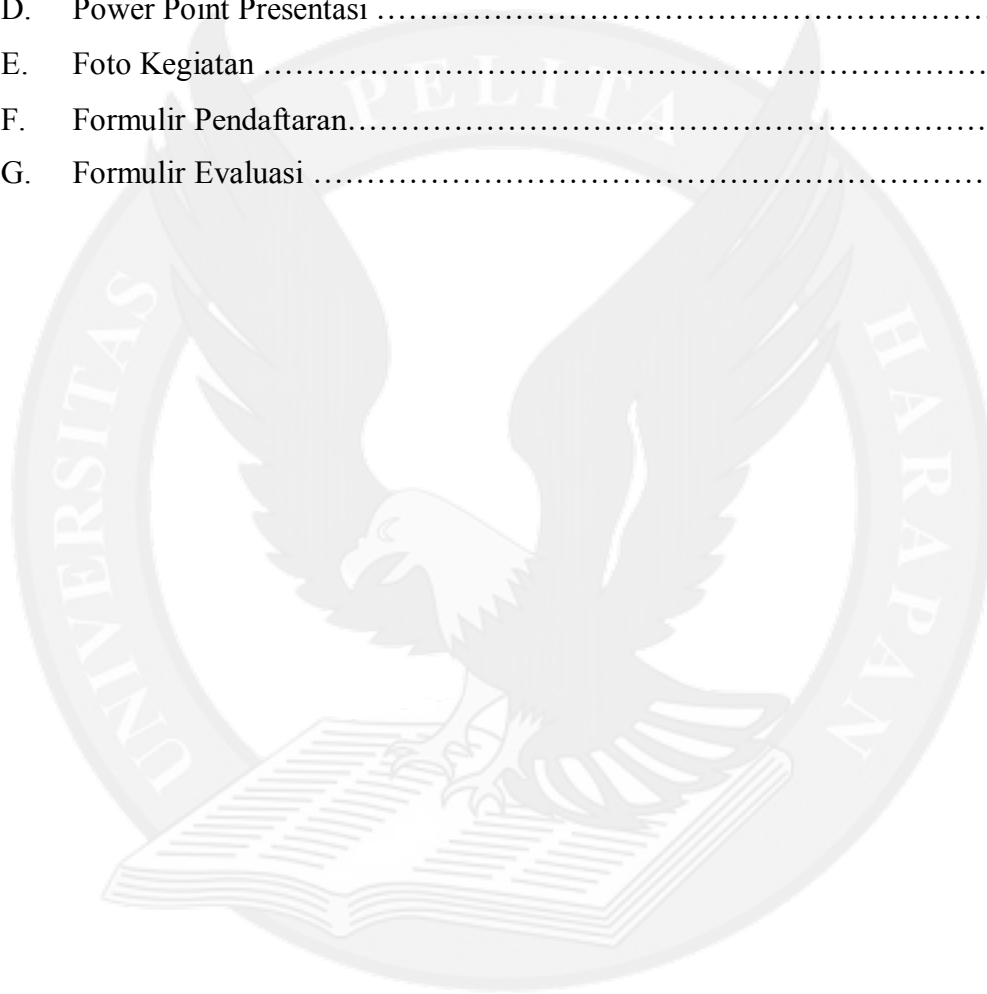 D. Power Point Presentasi ………………………………………………………………
E. Foto Kegiatan …………………………………………………………………………
F. Formulir Pendaftaran…………………………………………………………………
G. Formulir Evaluasi ……………………………………………………………………
UNIVERSITAS PELITA HARAPAN